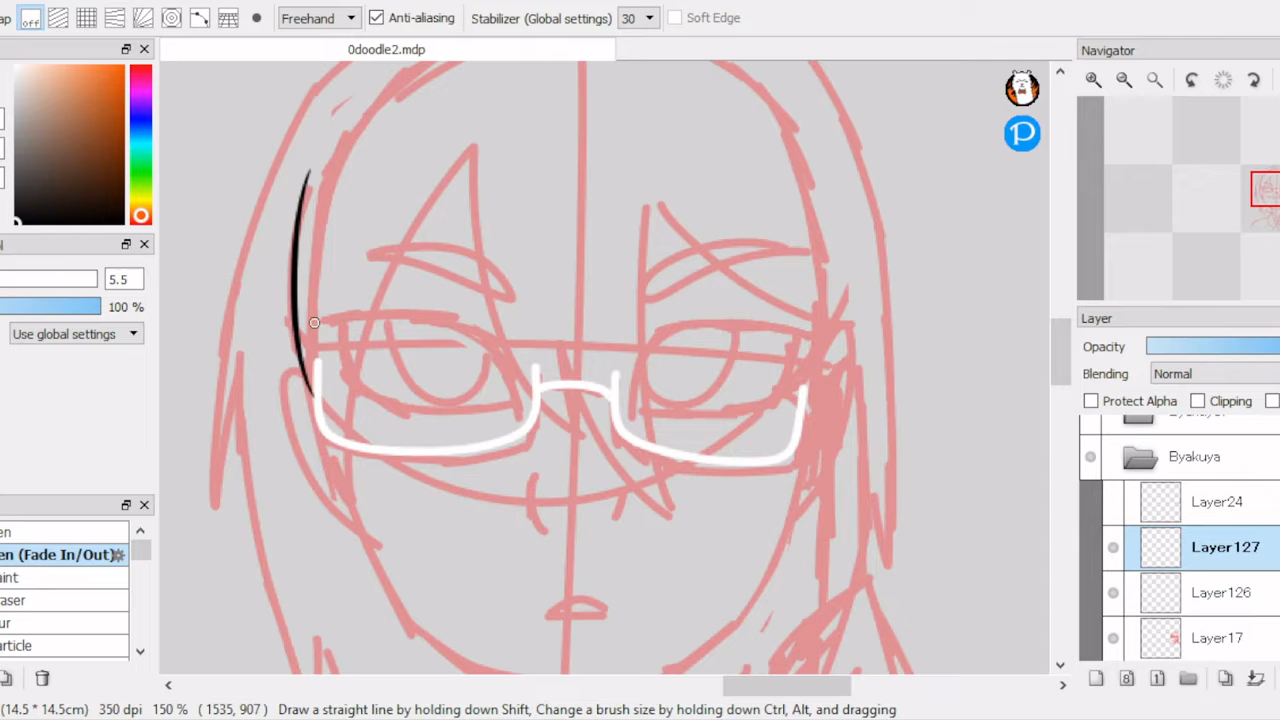 ap off Freehand Anti-aliasing Stabilizer (Global settings) 30 Soft Edge
0doodle2.mdp
Navigator
5.5
100 %
Use global settings
Layer
Opacity
Blending Normal
Protect Alpha Clipping
Byakuya
Layer24
Layer127
Layer126
Layer17
en
en (Fade In/Out)
aint
raser
ur
article
(14.5 * 14.5cm) 350 dpi 150 % ( 1535, 907 ) Draw a straight line by holding down Shift, Change a brush size by holding down Ctrl, Alt, and dragging